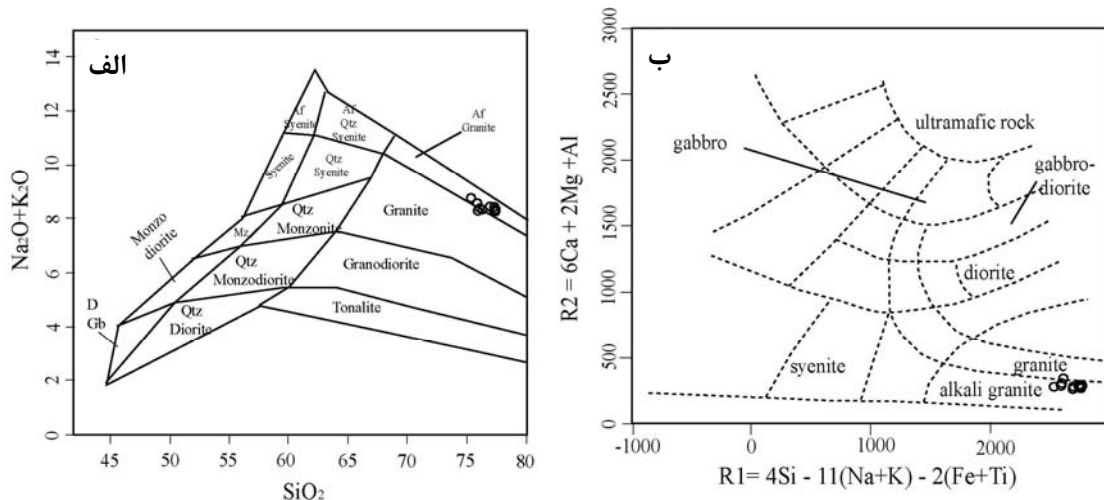 الف
Na₂O+K₂O
14
12
10
8
6
4
2
0
Af
Syenite
Af
Qtz
Syenite
Af
Granite
Syenite
Qtz
Syenite
Monzo
diorite
Mz
Qtz
Monzonite
Granite
Qtz
Monzodiorite
Granodiorite
D
Gb
Qtz
Diorite
Tonalite
45 50 55 60 65 70 75 80
SiO₂
ب
R2 = 6Ca + 2Mg +Al
3000
2500
2000
1500
1000
500
0
ultramafic rock
gabbro
gabbro-
diorite
diorite
syenite
granite
alkali granite
-1000 0 1000 2000
R1= 4Si - 11(Na+K) - 2(Fe+Ti)